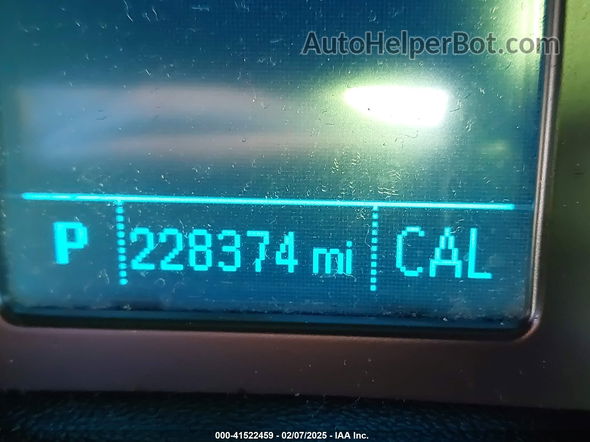 AutoHelperBot.com
P 228374 mi CAL
000-41522459 - 02/07/2025 - IAA Inc.